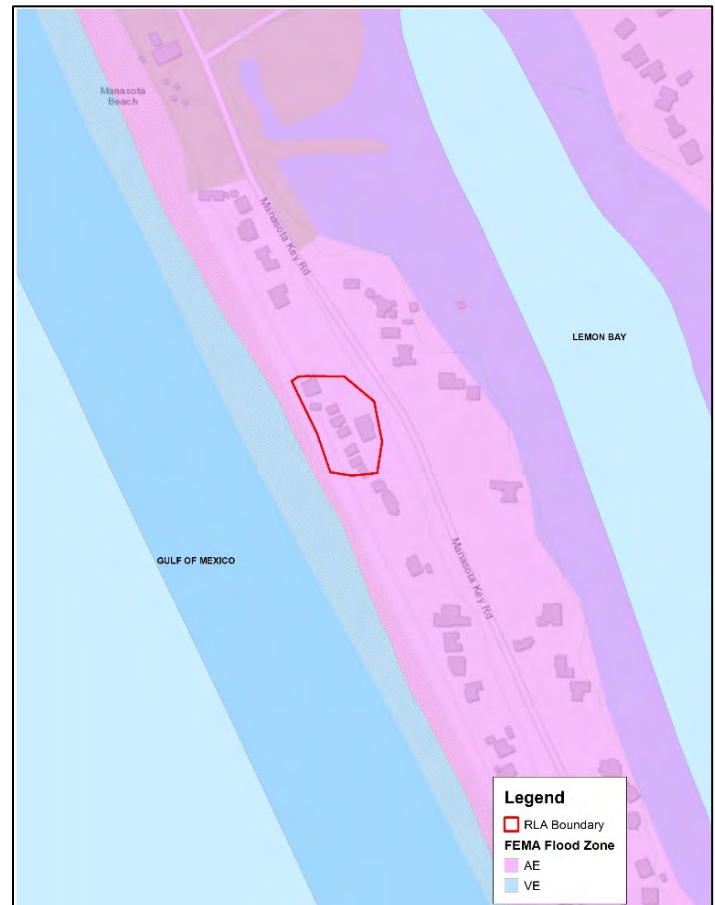 Manasota
Beach
Manasota Key Rd
LEMON BAY
GULF OF MEXICO
Manasota Key Rd
Legend
RLA Boundary
FEMA Flood Zone
AE
VE